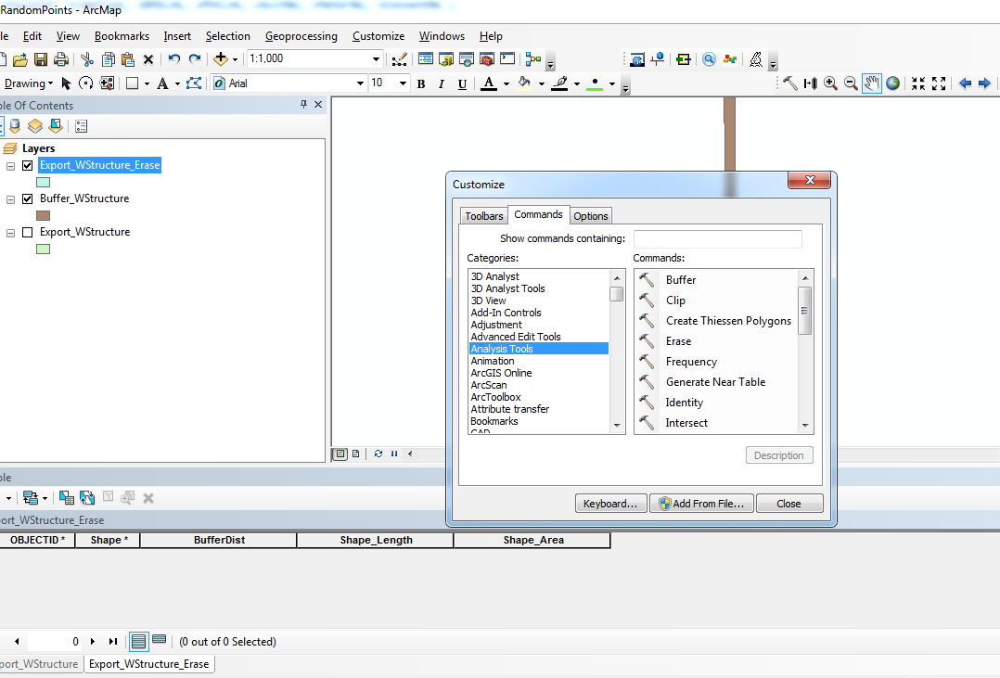 RandomPoints - ArcMap
le Edit View Bookmarks Insert Selection Geoprocessing Customize Windows Help
1:1,000
Drawing A Arial 10 B I U A
ble Of Contents
Layers
Export_WStructure_Erase
Buffer_WStructure
Export_WStructure
Customize
Toolbars Commands Options
Show commands containing:
Categories: Commands:
3D Analyst
3D Analyst Tools
3D View
Add-In Controls
Adjustment
Advanced Edit Tools
Analysis Tools
Animation
ArcGIS Online
ArcScan
ArcToolbox
Attribute transfer
Bookmarks
CAD
Buffer
Clip
Create Thiessen Polygons
Erase
Frequency
Generate Near Table
Identity
Intersect
Description
Keyboard... Add From File... Close
ble
ort_WStructure_Erase
OBJECTID * Shape * BufferDist Shape_Length Shape_Area
0 (0 out of 0 Selected)
port_WStructure Export_WStructure_Erase